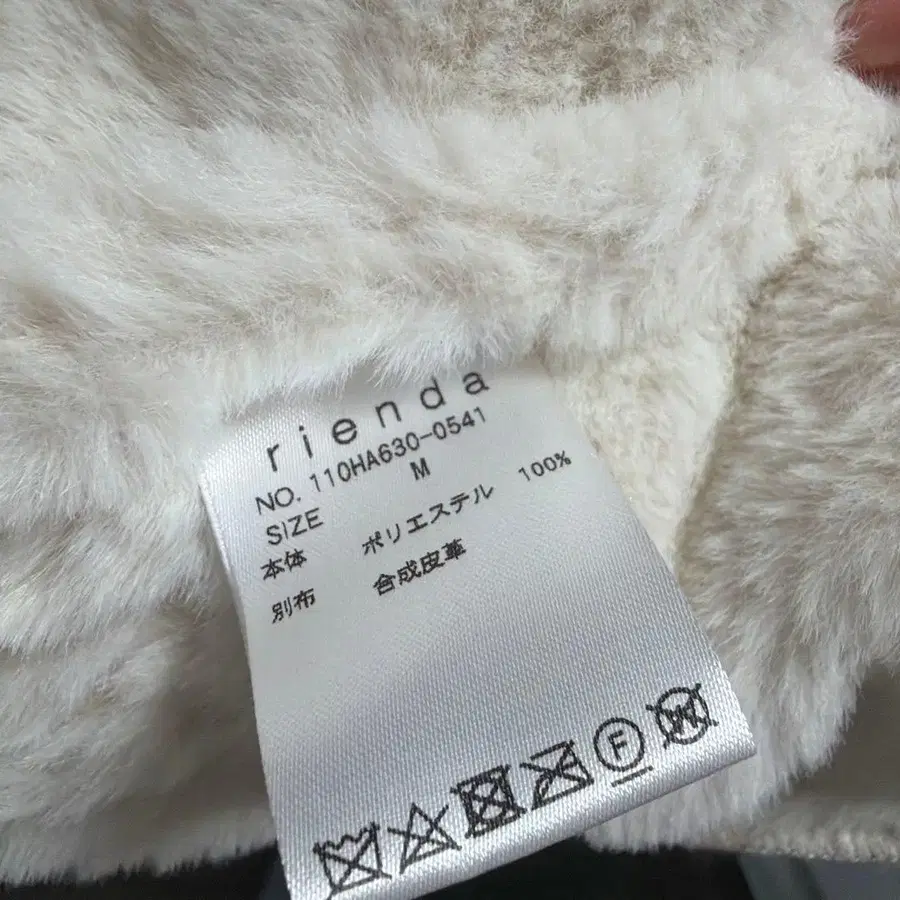 rienda
NO. 110HA630-0541
SIZE M
本体 ポリエステル 100%
別布 合成皮革
F W